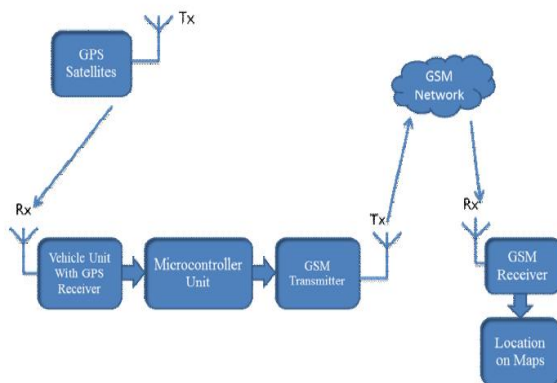 Tx
GPS
Satellites
GSM
Network
Rx
Vehicle Unit
With GPS
Receiver
Microcontroller
Unit
GSM
Transmitter
Tx
Rx
GSM
Receiver
Location
on Maps